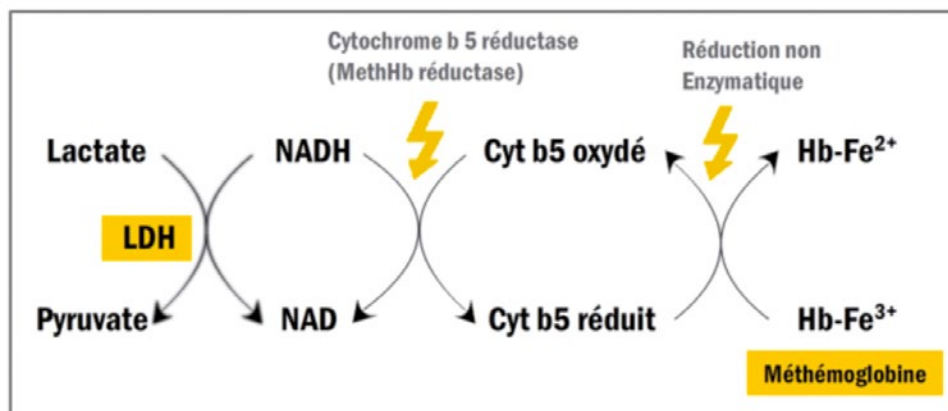 Cytochrome b 5 réductase
(MethHb réductase)
Réduction non
Enzymatique
Lactate NADH Cyt b5 oxydé Hb-Fe²⁺
LDH
Pyruvate NAD Cyt b5 réduit Hb-Fe³⁺
Méthémoglobine